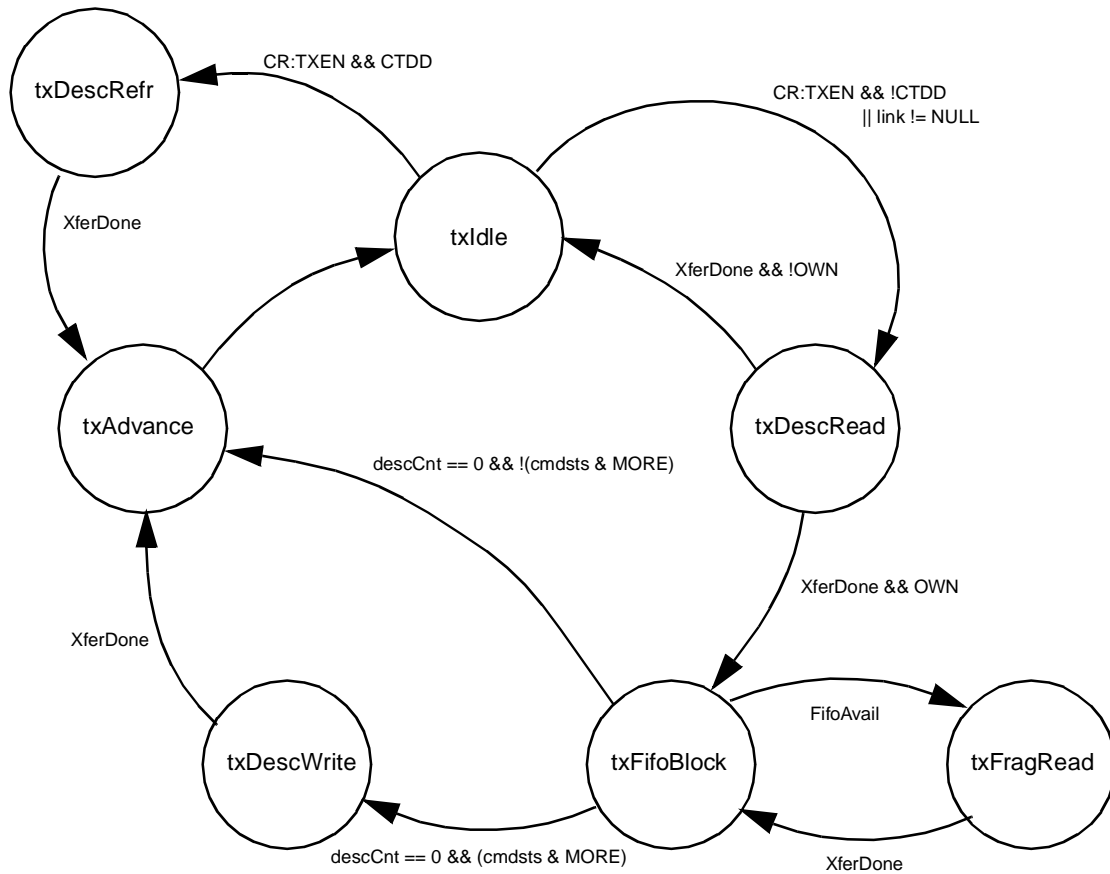 CR:TXEN && CTDD
txDescRefr
CR:TXEN && !CTDD
|| link != NULL
XferDone
txIdle
XferDone && !OWN
txAdvance
txDescRead
descCnt == 0 && !(cmdsts & MORE)
XferDone && OWN
XferDone
FifoAvail
txDescWrite
txFifoBlock
txFragRead
descCnt == 0 && (cmdsts & MORE)
XferDone